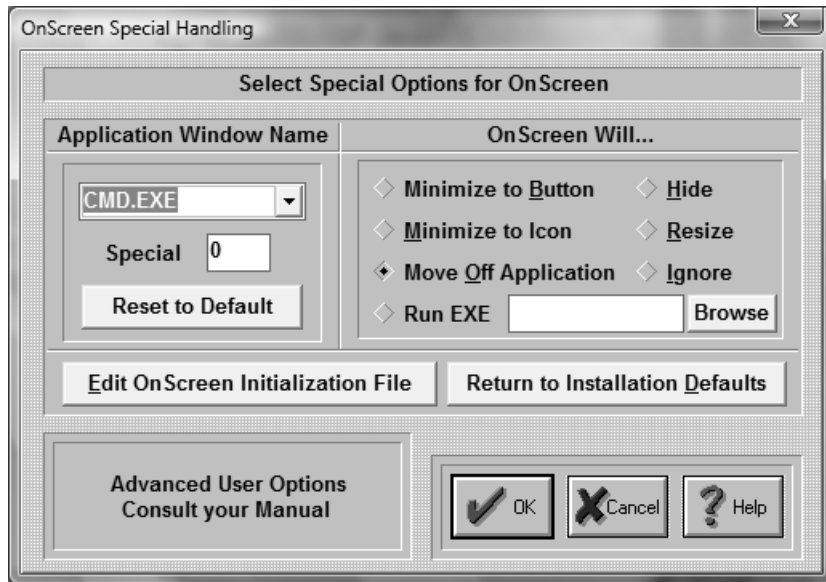 OnScreen Special Handling
Select Special Options for OnScreen
Application Window Name
OnScreen Will...
CMD.EXE
Special 0
Reset to Default
Minimize to Button
Hide
Minimize to Icon
Resize
Move Off Application
Ignore
Run EXE
Browse
Edit OnScreen Initialization File
Return to Installation Defaults
Advanced User Options
Consult your Manual
OK
Cancel
Help